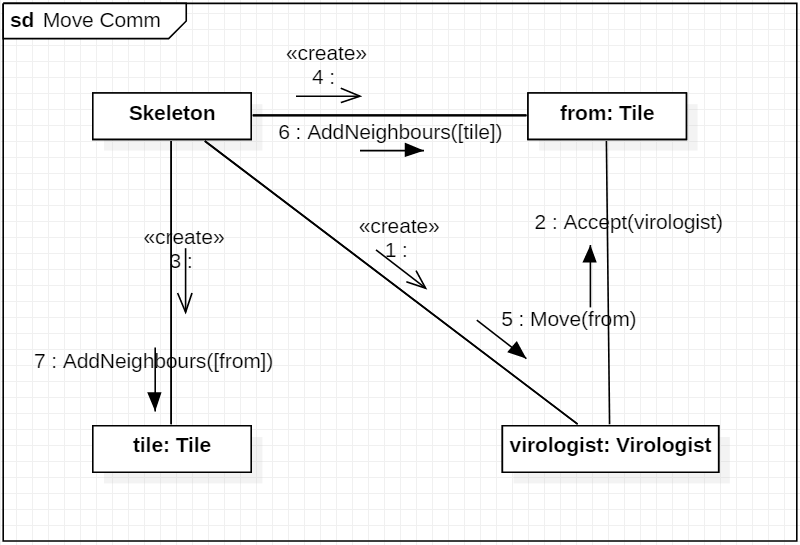 sd Move Comm
«create»
4 :
Skeleton
from: Tile
6 : AddNeighbours([tile])
«create»
3 :
«create»
1 :
2 : Accept(virologist)
5 : Move(from)
7 : AddNeighbours([from])
tile: Tile
virologist: Virologist